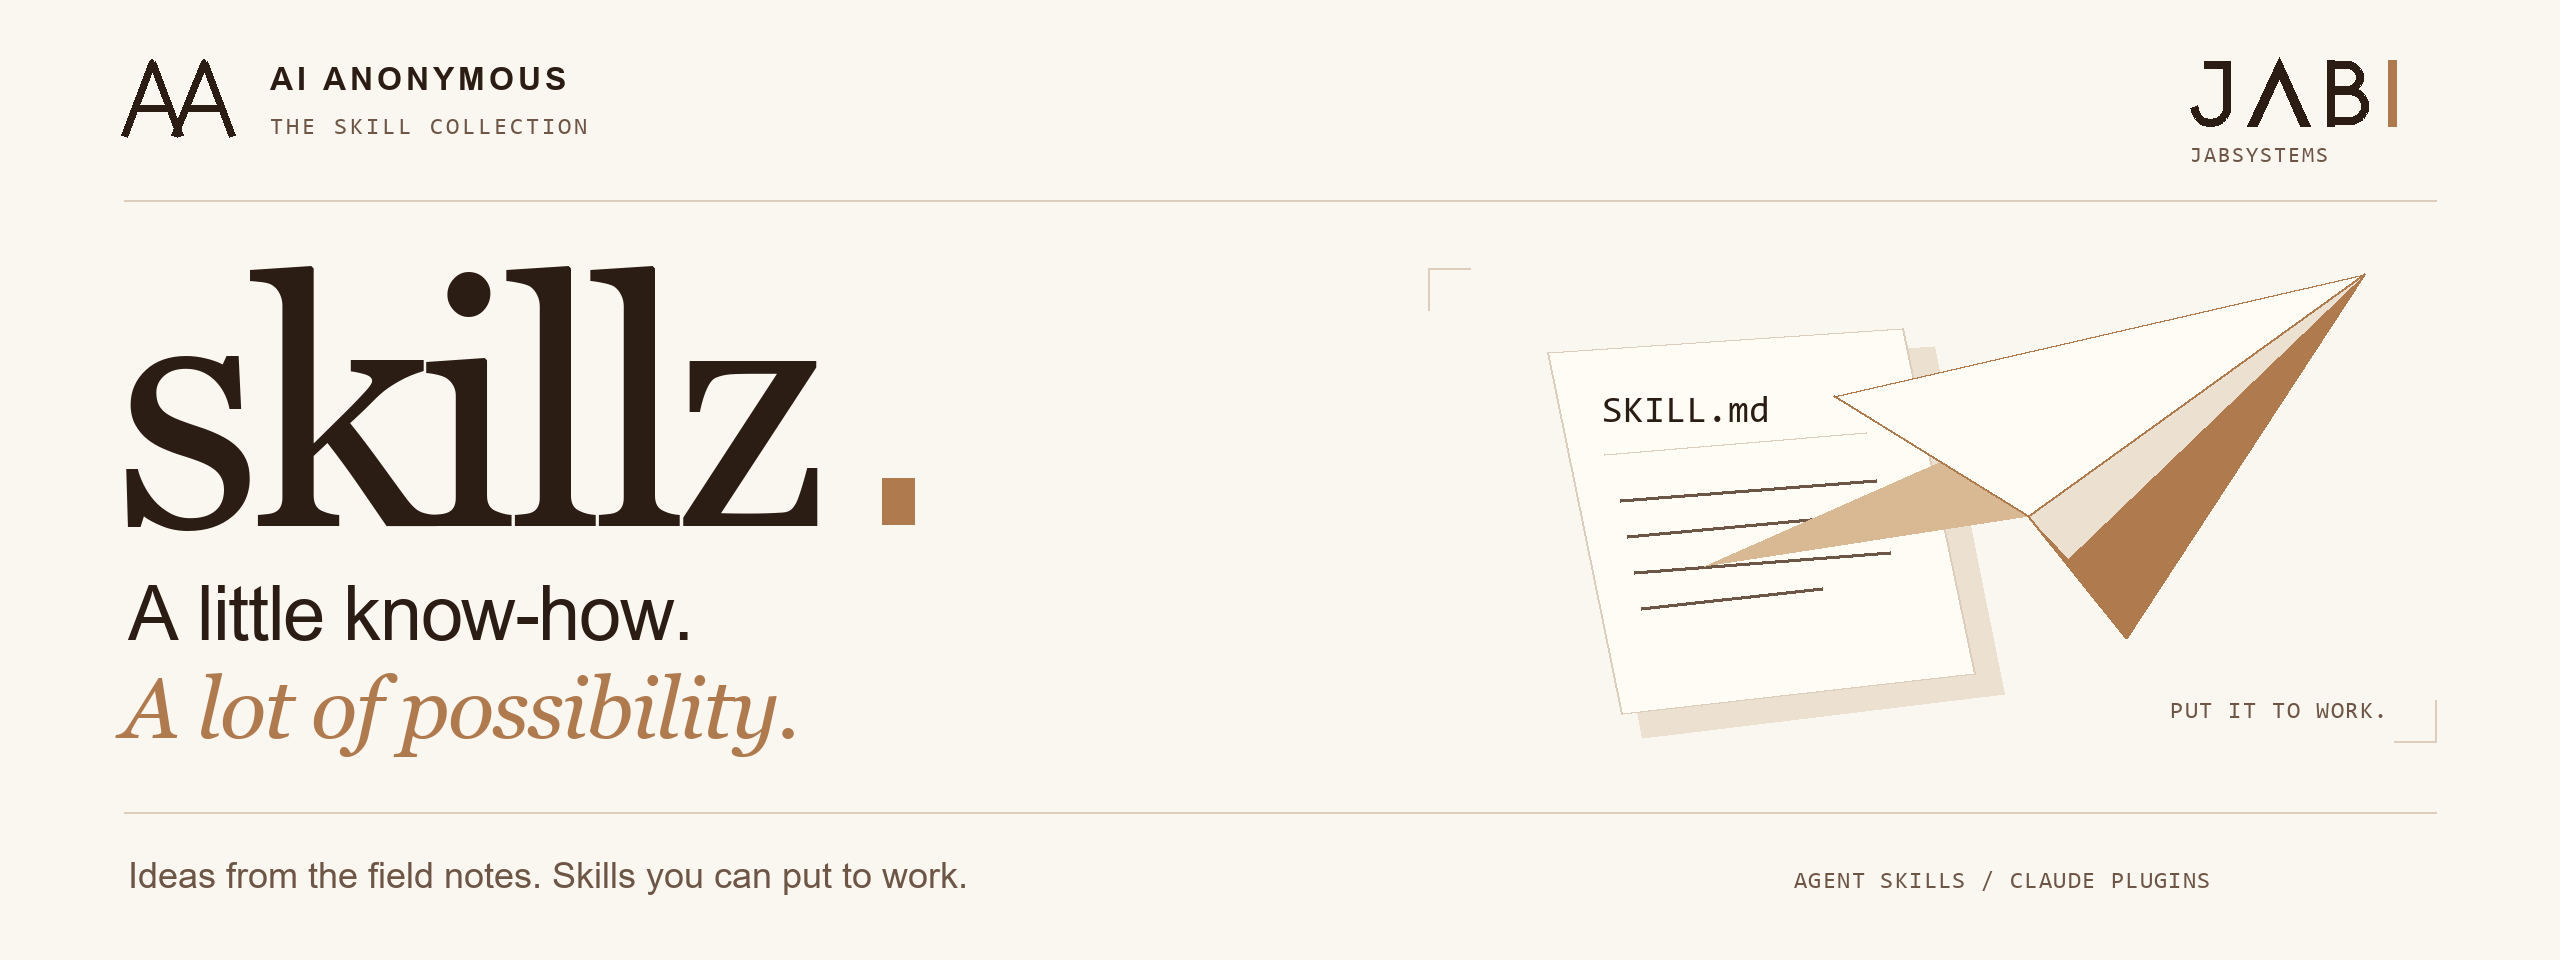 AA
AI ANONYMOUS
THE SKILL COLLECTION
JABI
JABSYSTEMS
skillz.
A little know-how.
A lot of possibility.
SKILL.md
PUT IT TO WORK.
Ideas from the field notes. Skills you can put to work.
AGENT SKILLS / CLAUDE PLUGINS